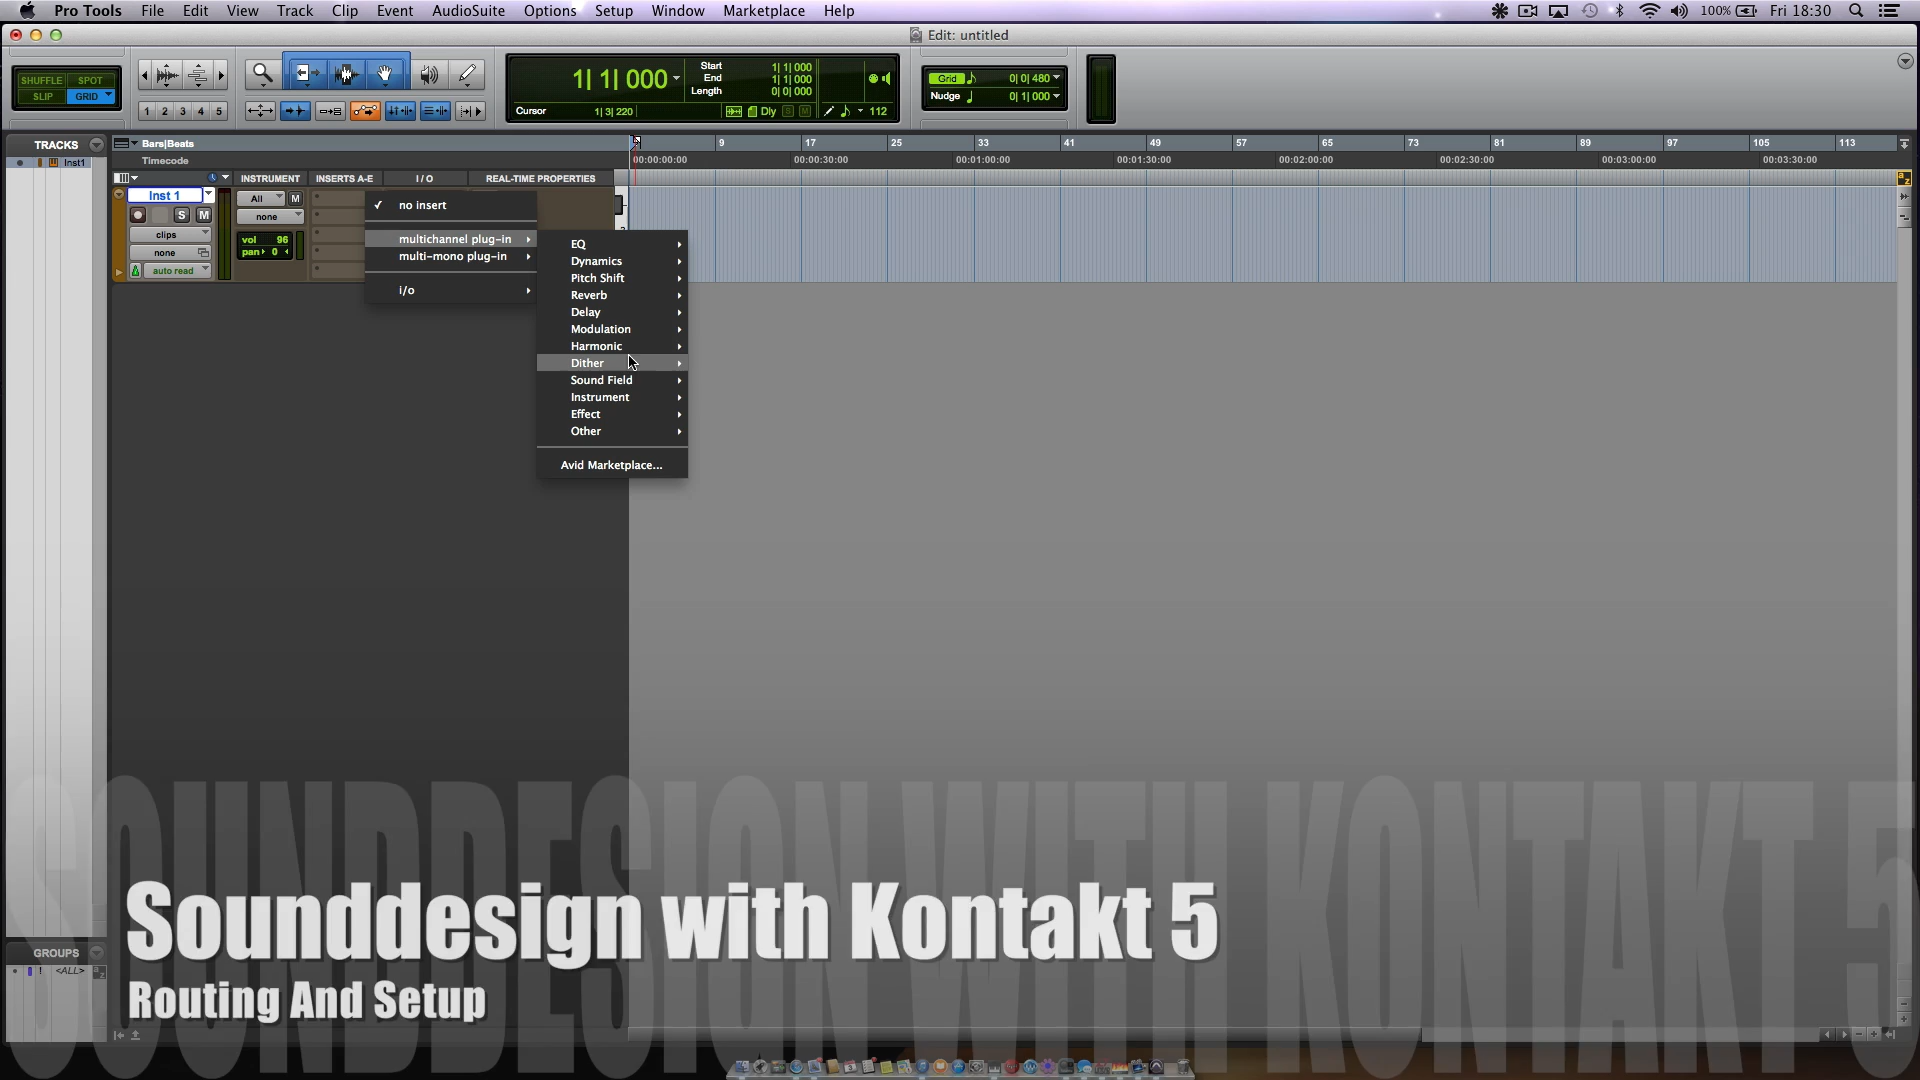 Pro Tools File Edit View Track Clip Event AudioSuite Options Setup Window Marketplace Help 100% Fri 18:30
Edit: untitled
SHUFFLE SPOT
SLIP GRID
1 2 3 4 5
1| 1| 000
Start 1| 1| 000
End 1| 1| 000
Length 0| 0| 000
Cursor 1| 3| 220 Dly S M 112
Grid 0| 0| 480
Nudge 0| 1| 000
TRACKS
Inst1
Bars|Beats 9 17 25 33 41 49 57 65 73 81 89 97 105 113
Timecode 00:00:00:00 00:00:30:00 00:01:00:00 00:01:30:00 00:02:00:00 00:02:30:00 00:03:00:00 00:03:30:00
INSTRUMENT INSERTS A-E I / O REAL-TIME PROPERTIES
Inst 1 All M
S M none
clips vol 96
none pan 0
auto read
no insert
multichannel plug-in
multi-mono plug-in
i/o
EQ
Dynamics
Pitch Shift
Reverb
Delay
Modulation
Harmonic
Dither
Sound Field
Instrument
Effect
Other
Avid Marketplace...
GROUPS
! <ALL>
a z
SOUNDDESIGN WITH KONTAKT 5
Sounddesign with Kontakt 5
Routing And Setup